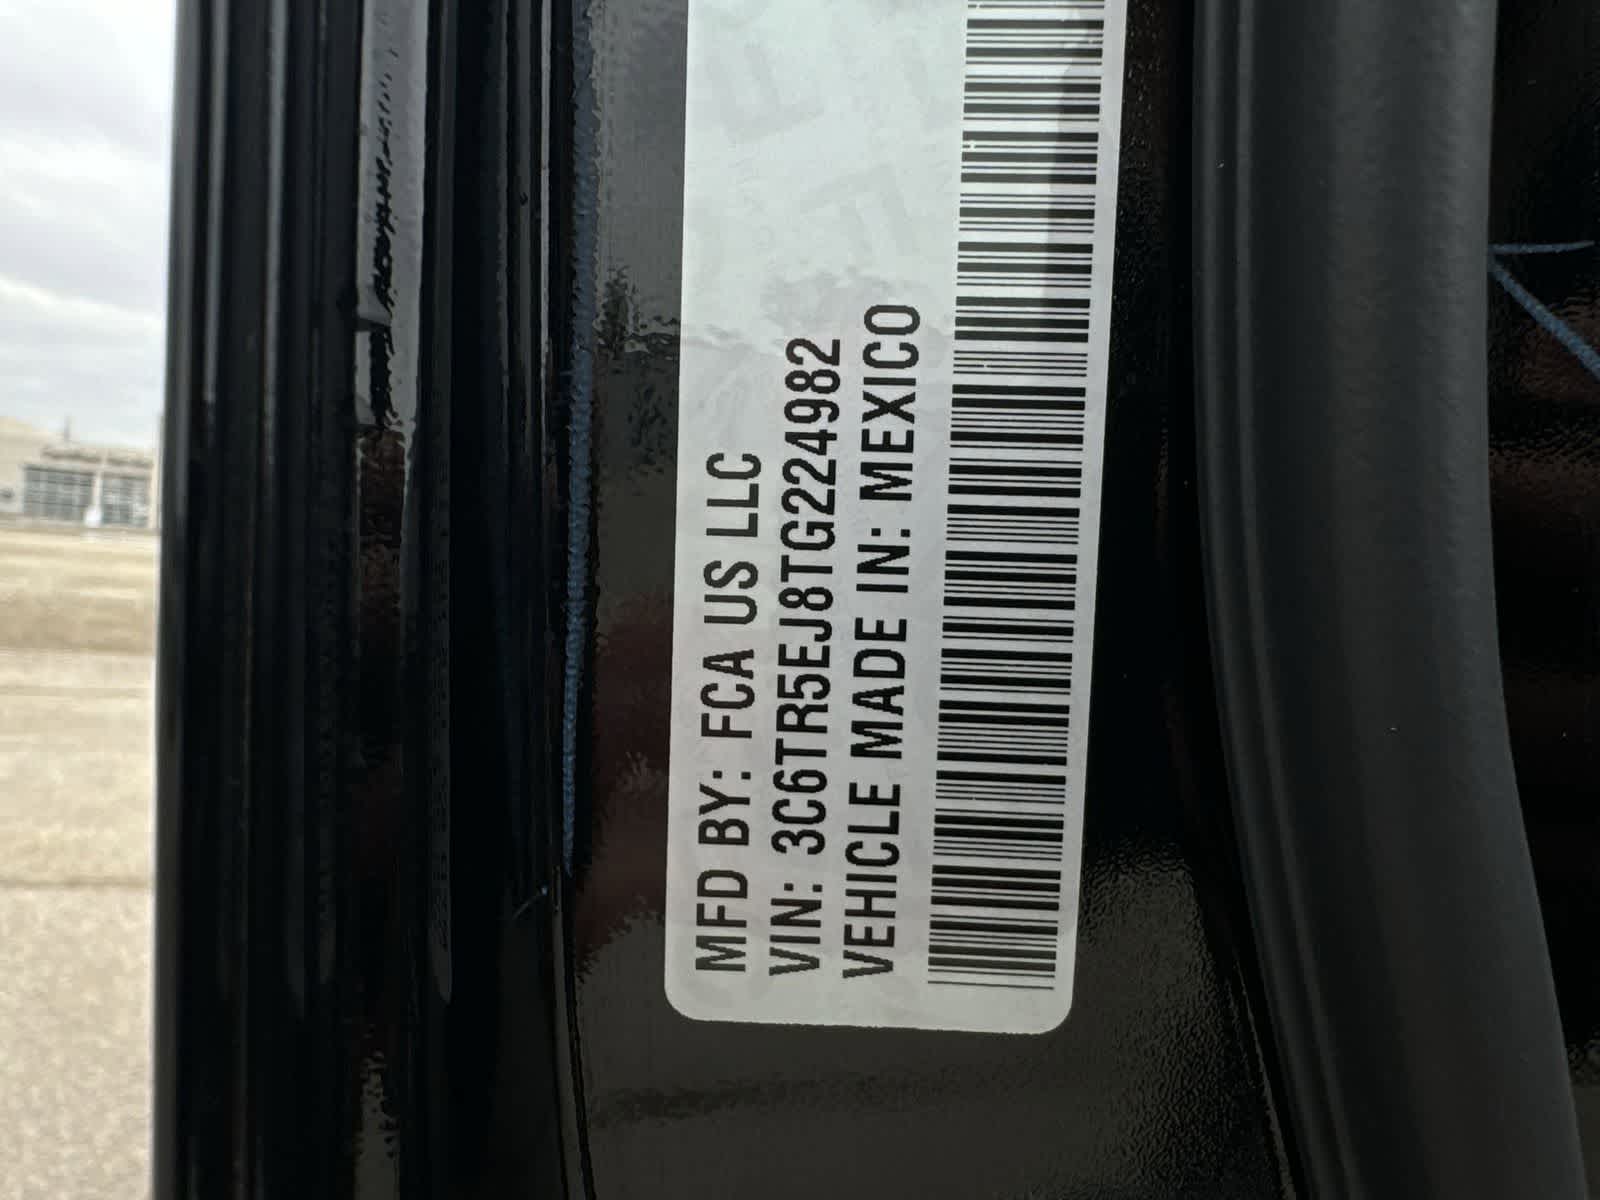 MFD BY: FCA US LLC
VIN: 3C6TR5EJ8TG224982
VEHICLE MADE IN: MEXICO